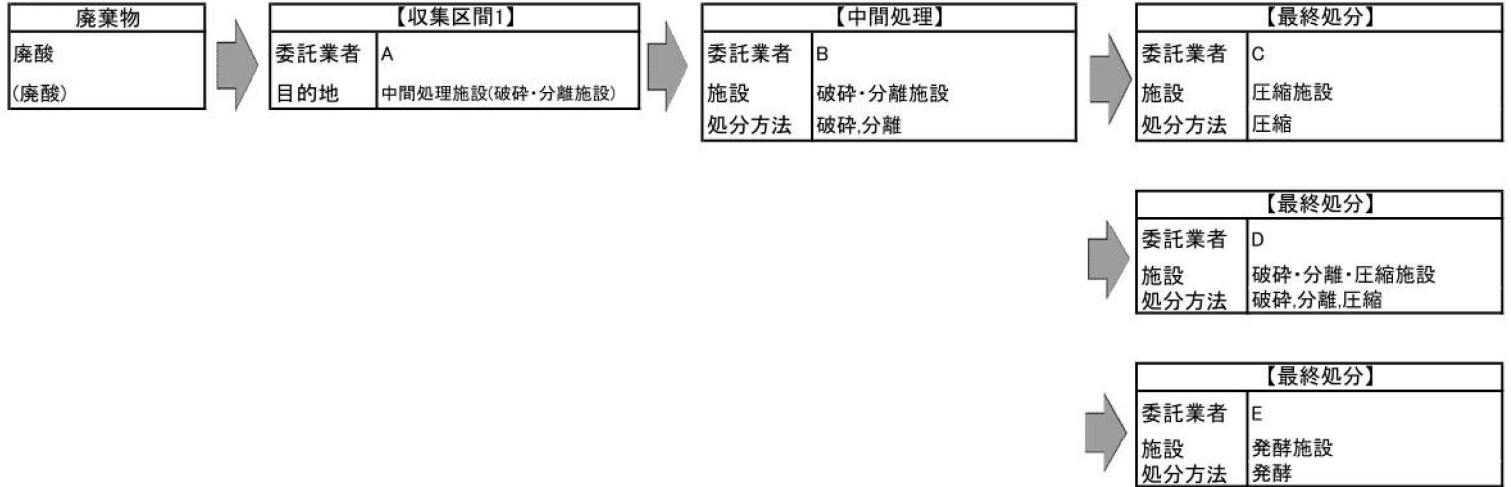 廃棄物
廃酸
(廃酸)
【収集区間1】
委託業者 A
目的地 中間処理施設(破砕・分離施設)
【中間処理】
委託業者 B
施設 破砕・分離施設
処分方法 破砕,分離
【最終処分】
委託業者 C
施設 圧縮施設
処分方法 圧縮
【最終処分】
委託業者 D
施設 破砕・分離・圧縮施設
処分方法 破砕,分離,圧縮
【最終処分】
委託業者 E
施設 発酵施設
処分方法 発酵